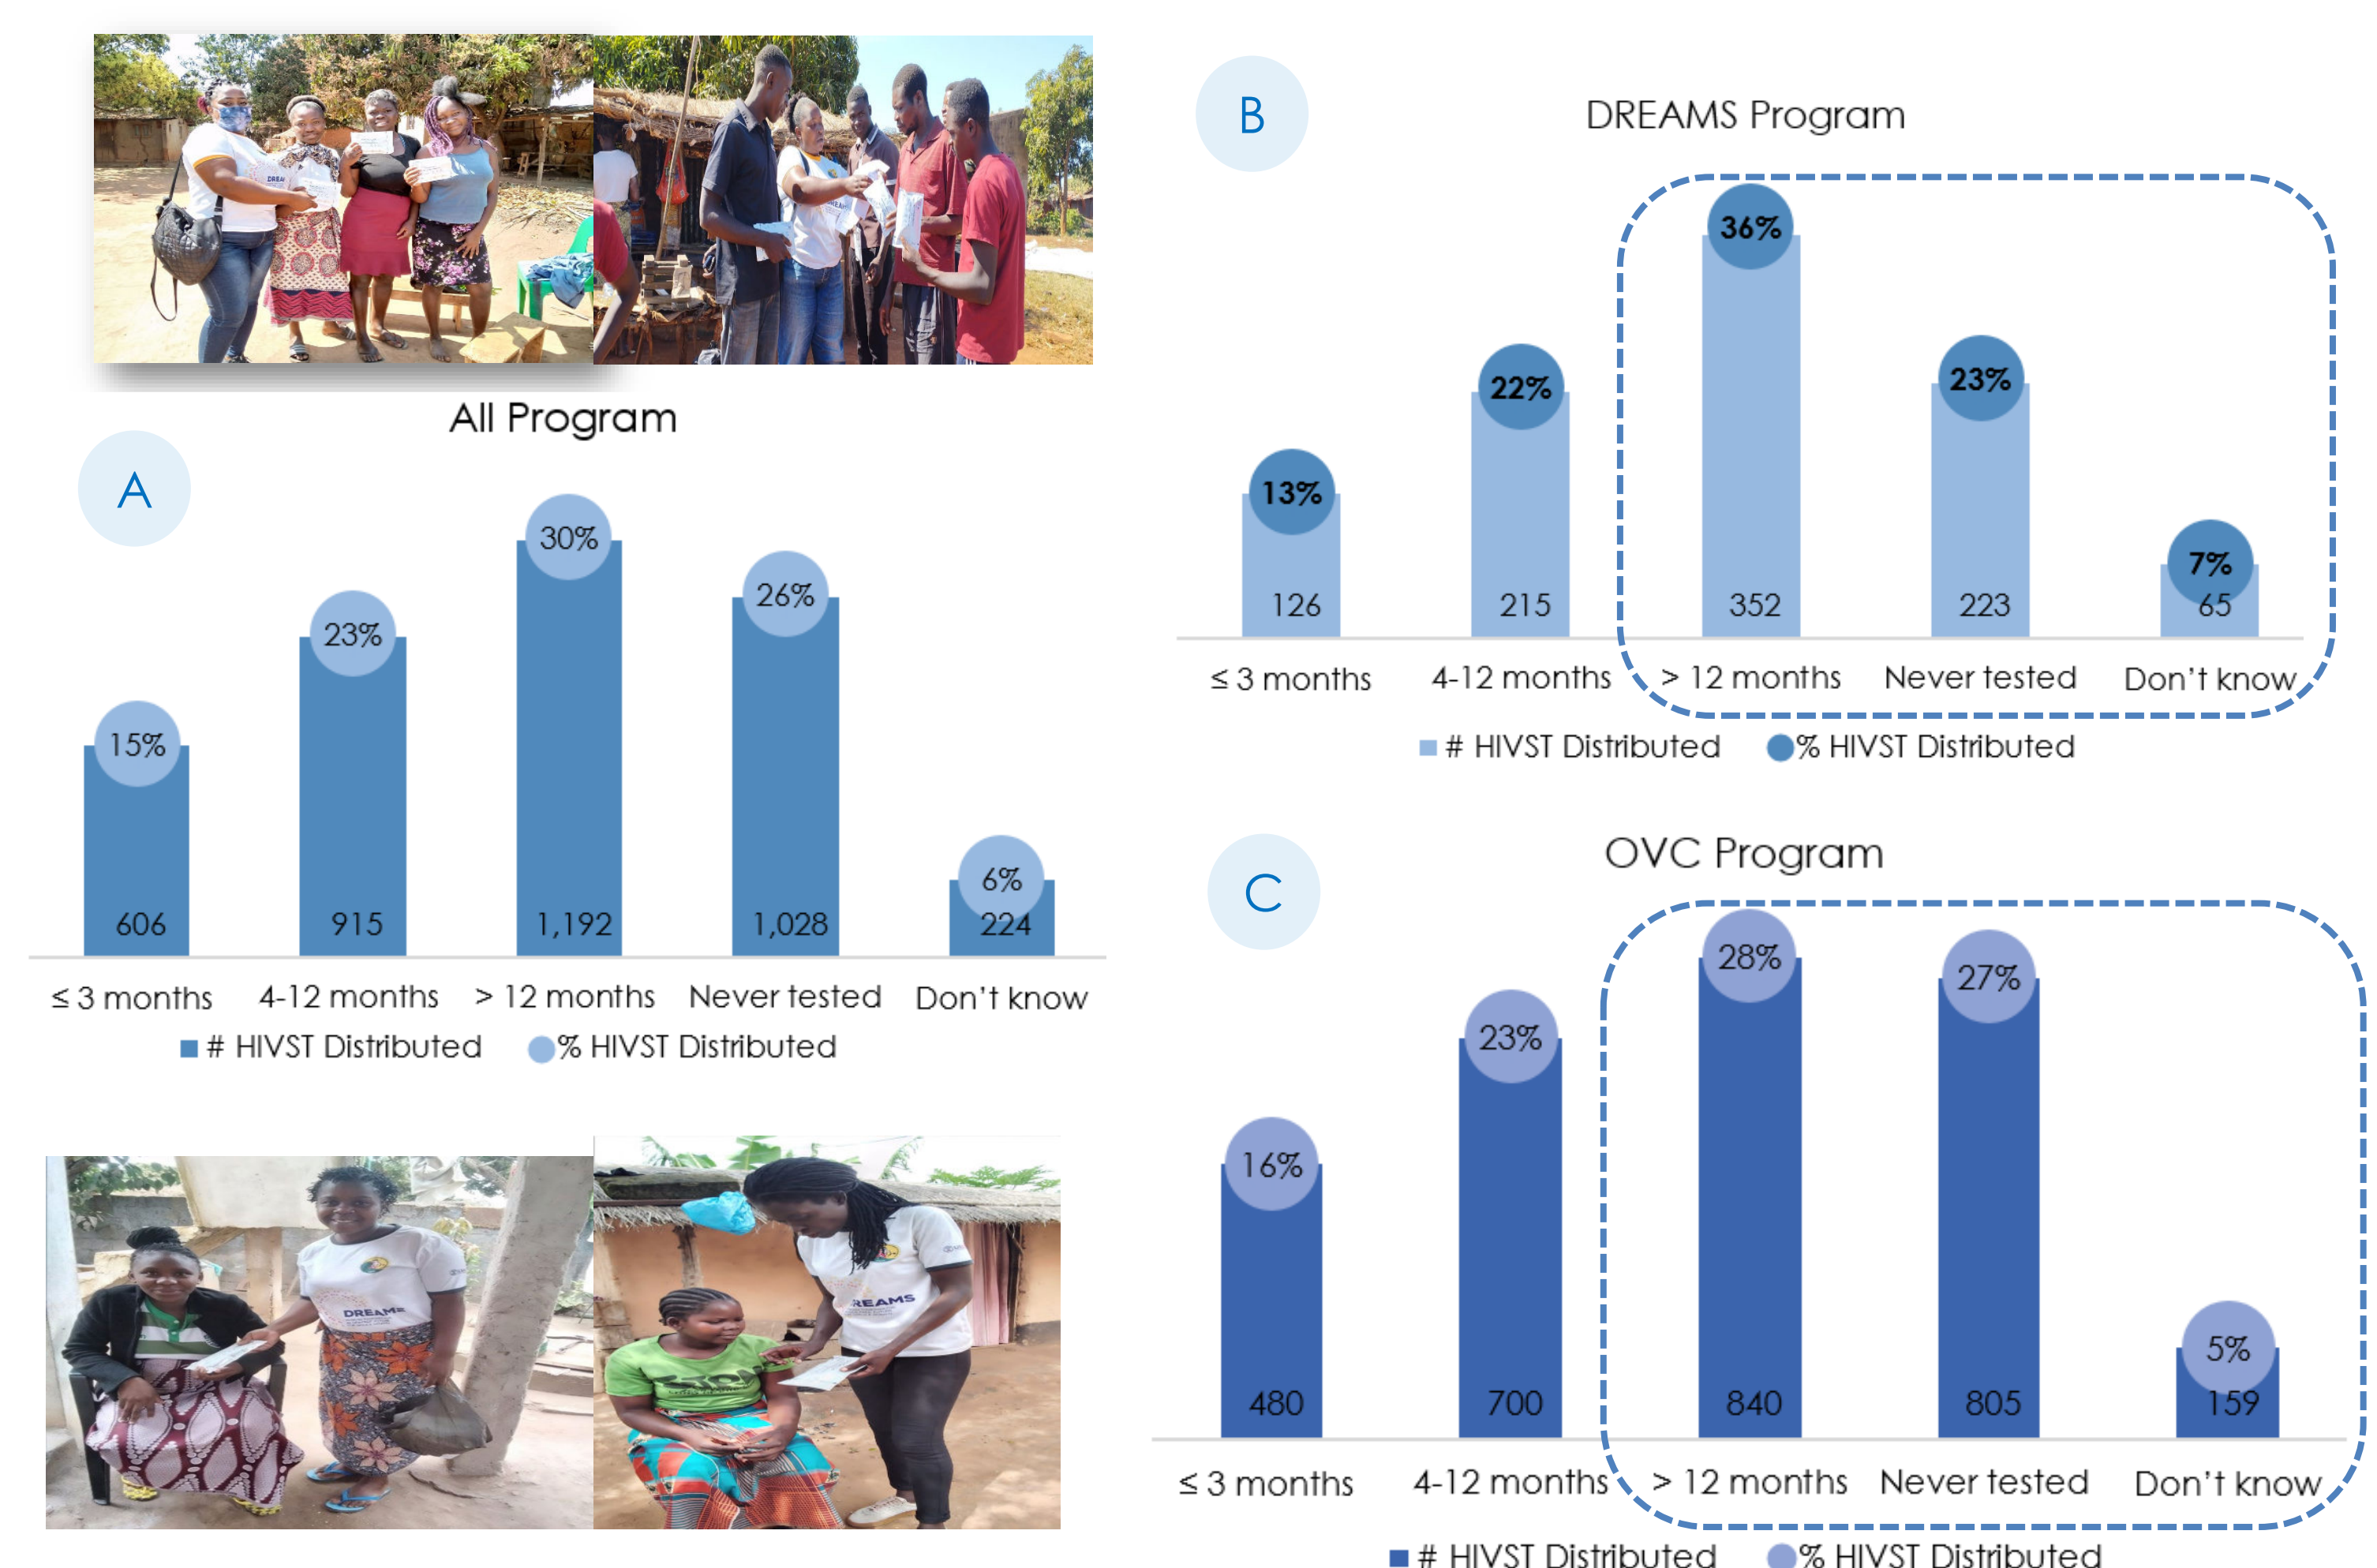 All Program
A
30%
26%
23%
15%
6%
606
915
1,192
1,028
224
≤ 3 months
4-12 months
> 12 months
Never tested
Don't know
# HIVST Distributed
% HIVST Distributed
B
DREAMS Program
36%
22%
23%
13%
7%
126
215
352
223
65
≤ 3 months
4-12 months
> 12 months
Never tested
Don't know
# HIVST Distributed
% HIVST Distributed
C
OVC Program
28%
27%
23%
16%
5%
480
700
840
805
159
≤ 3 months
4-12 months
> 12 months
Never tested
Don't know
# HIVST Distributed
% HIVST Distributed
DREAMS